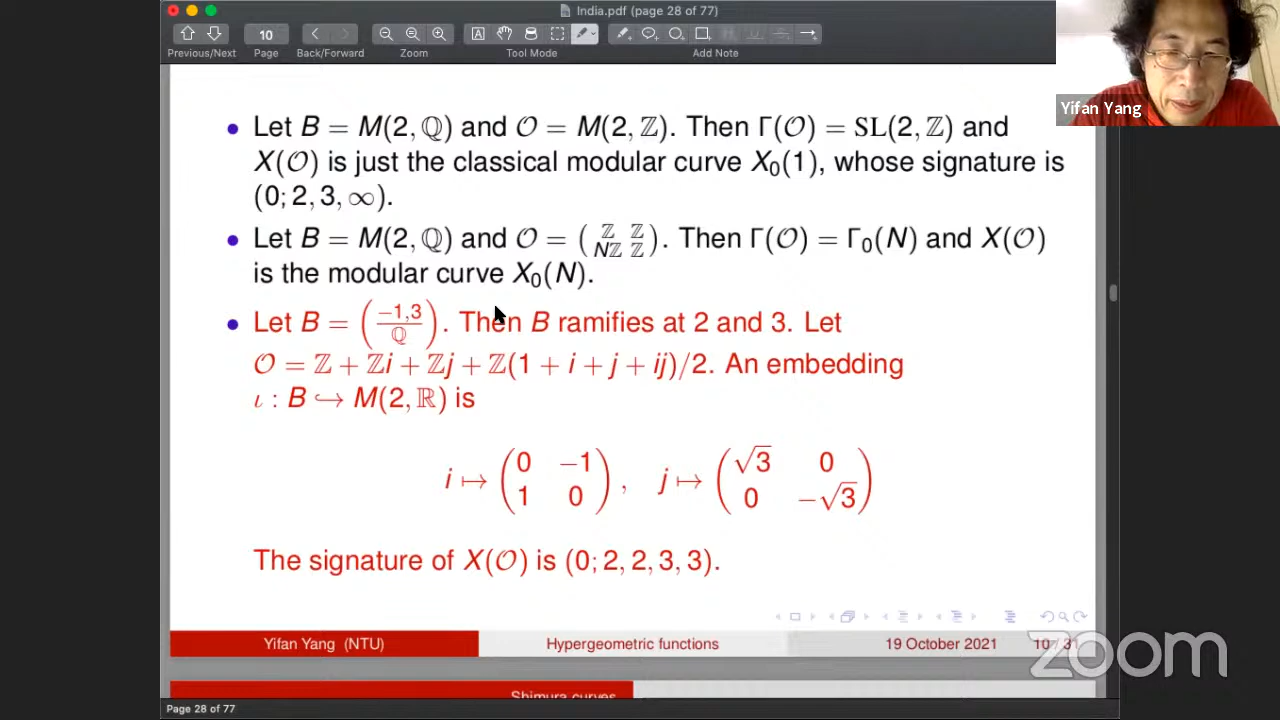 India.pdf (page 28 of 77)
10
Previous/Next Page Back/Forward Zoom Tool Mode Add Note
Yifan Yang
• Let B = M(2, ℚ) and 𝒪 = M(2, ℤ). Then Γ(𝒪) = SL(2, ℤ) and
X(𝒪) is just the classical modular curve X₀(1), whose signature is
(0; 2, 3, ∞).
• Let B = M(2, ℚ) and 𝒪 = (ℤ ℤ
Nℤ ℤ). Then Γ(𝒪) = Γ₀(N) and X(𝒪)
is the modular curve X₀(N).
• Let B = (−1,3
ℚ). Then B ramifies at 2 and 3. Let
𝒪 = ℤ + ℤi + ℤj + ℤ(1 + i + j + ij)/2. An embedding
ι : B ↪ M(2, ℝ) is
i ↦ (0 −1
1 0), j ↦ (√3 0
0 −√3)
The signature of X(𝒪) is (0; 2, 2, 3, 3).
Yifan Yang (NTU) Hypergeometric functions 19 October 2021 10 / 31
zoom
Shimura curves
Page 28 of 77